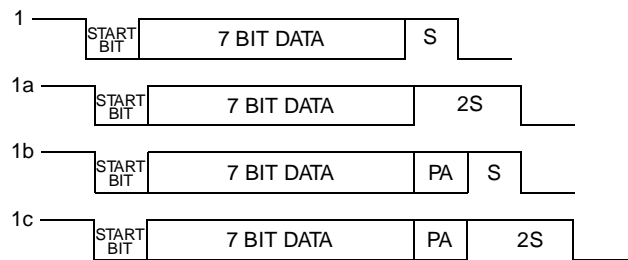 1 START BIT 7 BIT DATA S
1a START BIT 7 BIT DATA 2S
1b START BIT 7 BIT DATA PA S
1c START BIT 7 BIT DATA PA 2S